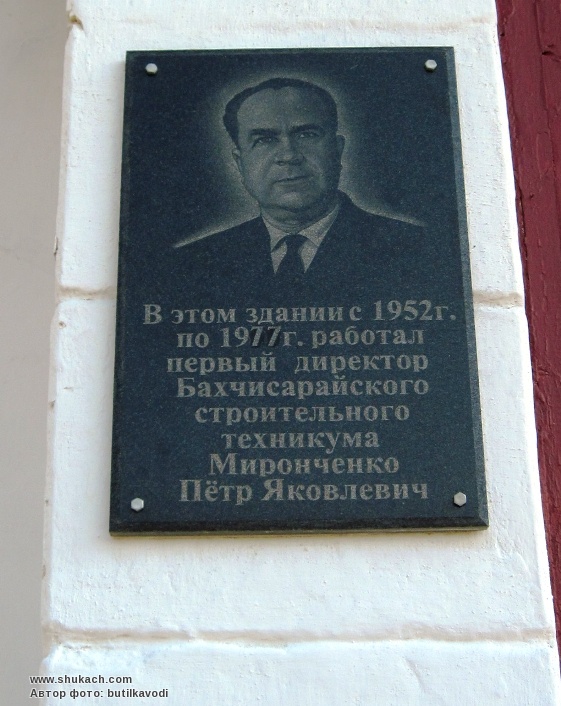 В этом здании с 1952г.
по 1977г. работал
первый директор
Бахчисарайского
строительного
техникума
Миронченко
Пётр Яковлевич
www.shukach.com
Автор фото: butilkavodi